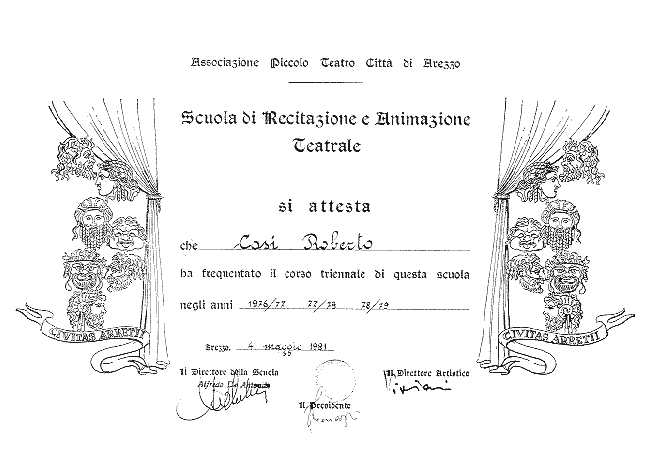 Associazione Piccolo Teatro Città di Arezzo
Scuola di Recitazione e Animazione
Teatrale
si attesta
che Casi Roberto
ha frequentato il corso triennale di questa scuola
negli anni 1976/77 77/78 78/79
Arezzo, 4 maggio 1981
Il Direttore della Scuola
Alfredo De Antoniis
Il Direttore Artistico
Il Presidente
CIVITAS ARRETII
CIVITAS ARRETII